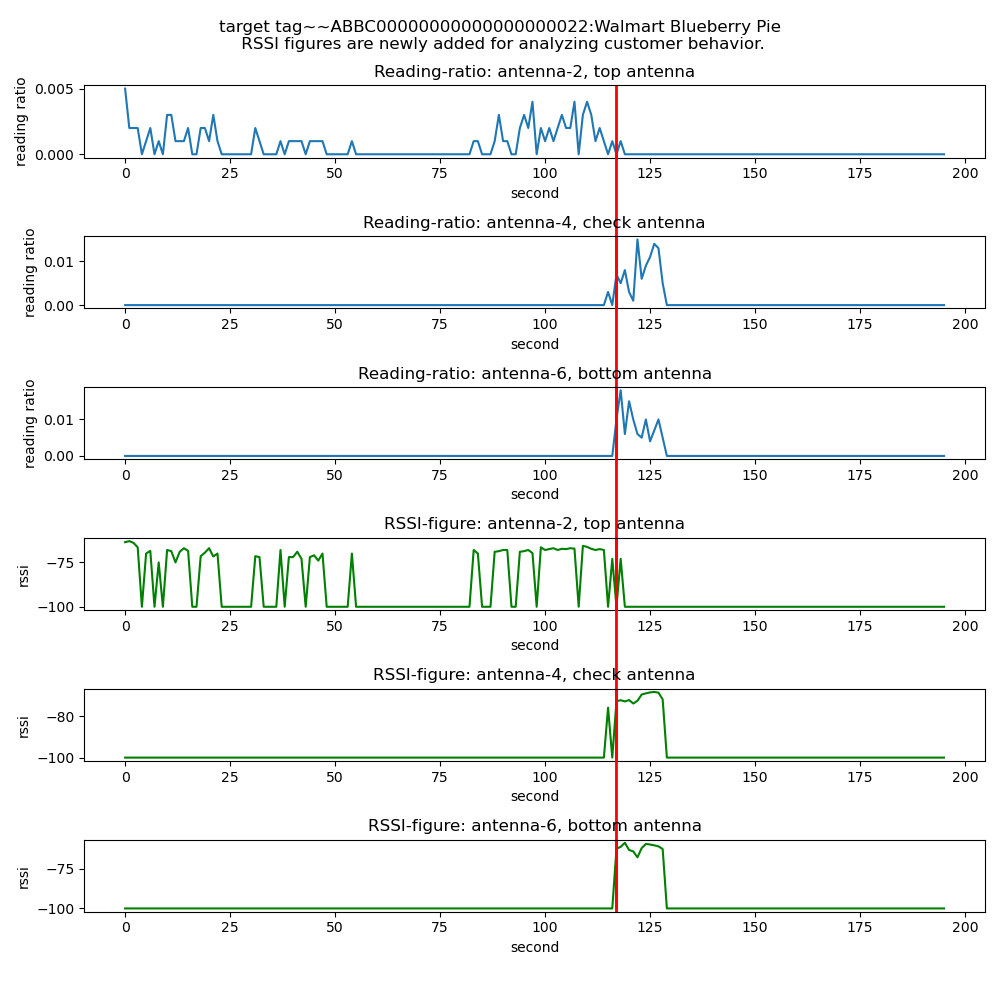 target tag~~ABBC00000000000000000022:Walmart Blueberry Pie
RSSI figures are newly added for analyzing customer behavior.
Reading-ratio: antenna-2, top antenna
reading ratio
0.005
0.000
0 25 50 75 100 125 150 175 200
second
Reading-ratio: antenna-4, check antenna
reading ratio
0.01
0.00
0 25 50 75 100 125 150 175 200
second
Reading-ratio: antenna-6, bottom antenna
reading ratio
0.01
0.00
0 25 50 75 100 125 150 175 200
second
RSSI-figure: antenna-2, top antenna
rssi
−75
−100
0 25 50 75 100 125 150 175 200
second
RSSI-figure: antenna-4, check antenna
rssi
−80
−100
0 25 50 75 100 125 150 175 200
second
RSSI-figure: antenna-6, bottom antenna
rssi
−75
−100
0 25 50 75 100 125 150 175 200
second